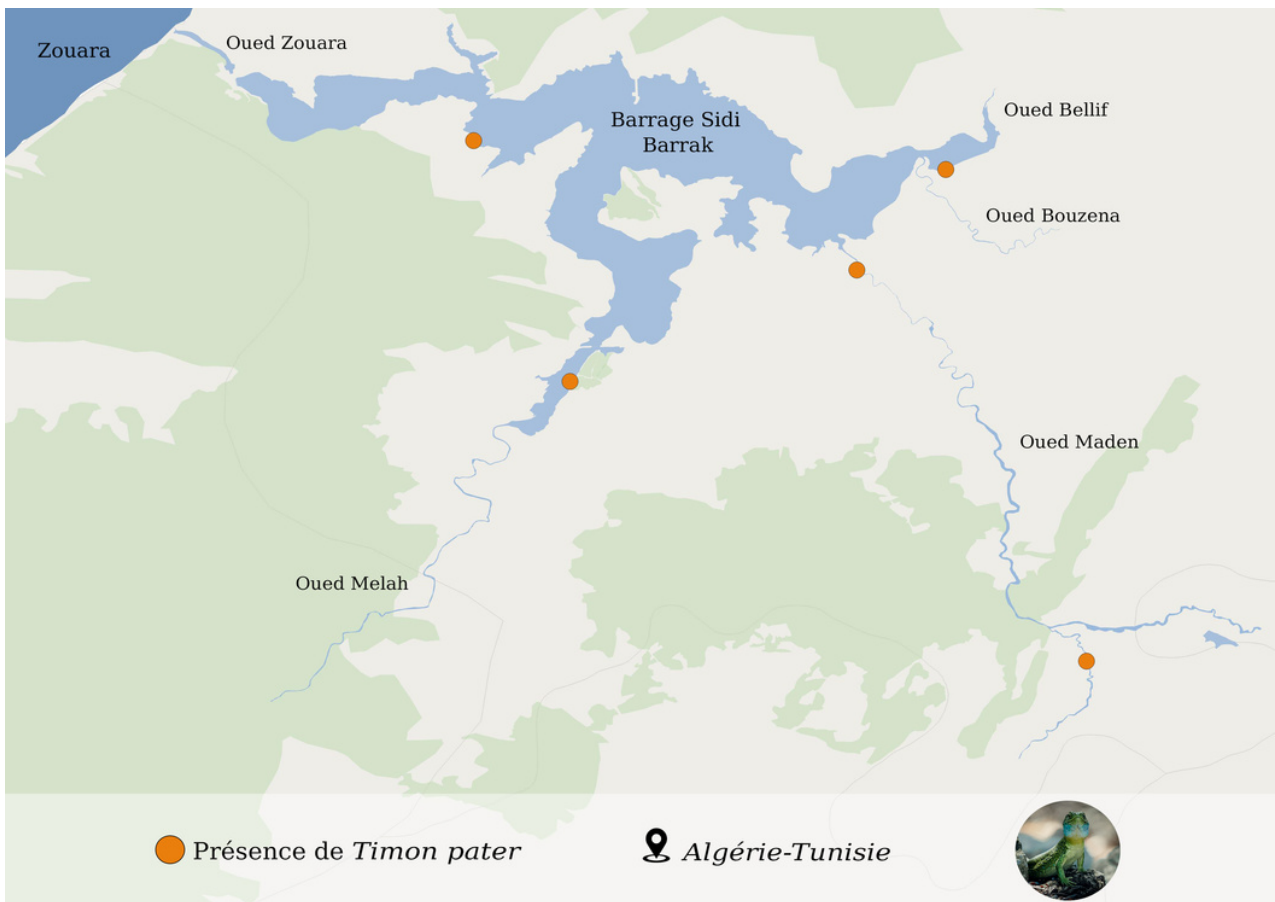 Zouara
Oued Zouara
Barrage Sidi
Barrak
Oued Bellif
Oued Bouzena
Oued Maden
Oued Melah
Présence de Timon pater
Algérie-Tunisie